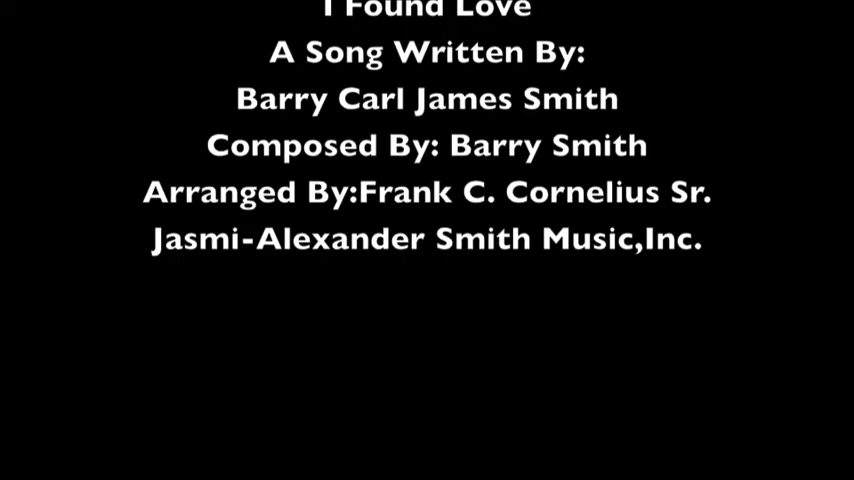 I Found Love
A Song Written By:
Barry Carl James Smith
Composed By: Barry Smith
Arranged By:Frank C. Cornelius Sr.
Jasmi-Alexander Smith Music,Inc.